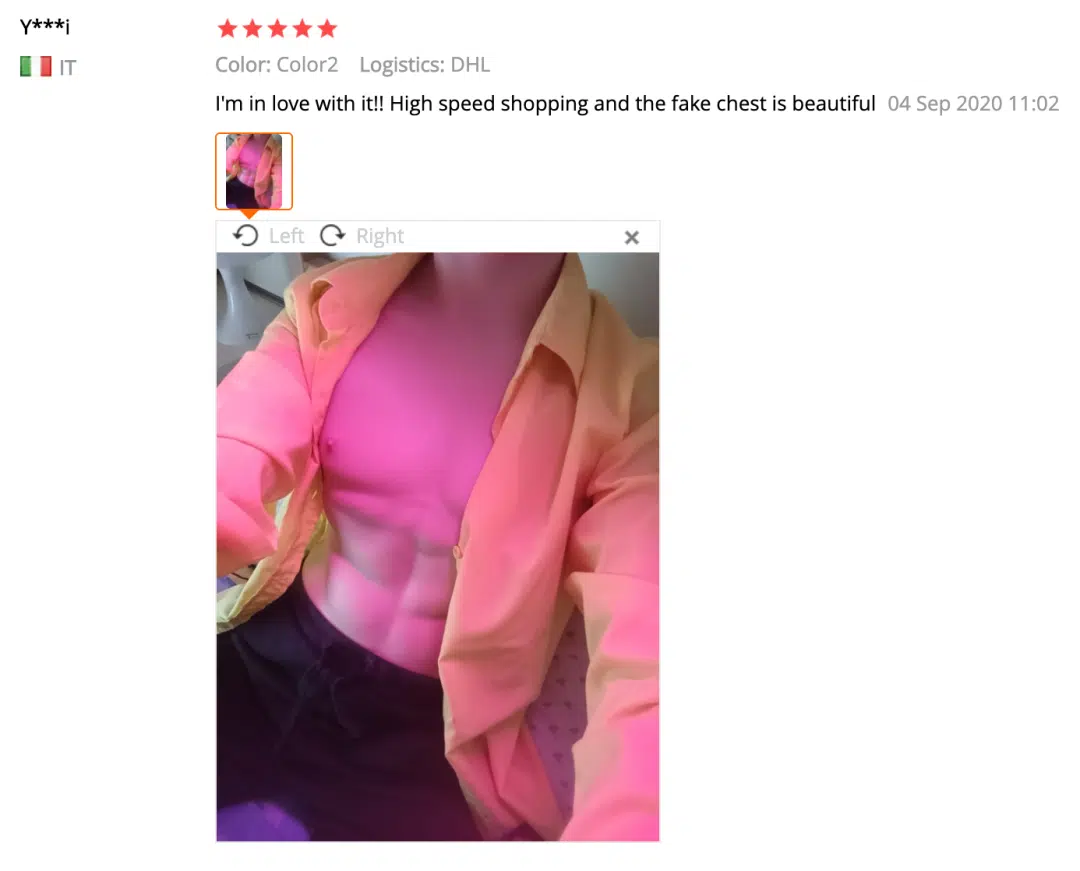 Y***i
IT
Color: Color2 Logistics: DHL
I'm in love with it!! High speed shopping and the fake chest is beautiful 04 Sep 2020 11:02
Left Right